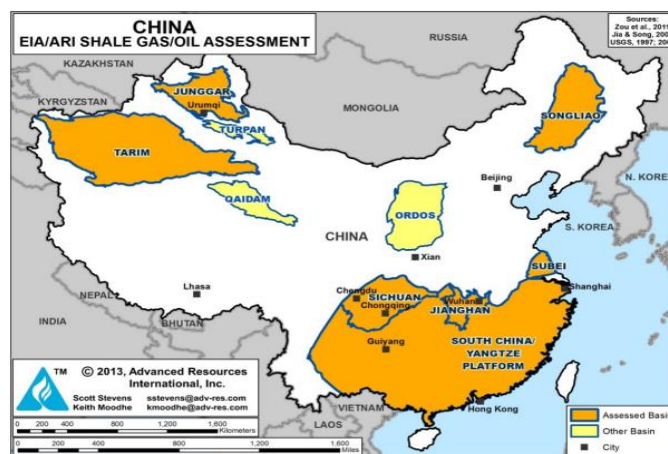 CHINA
EIA/ARI SHALE GAS/OIL ASSESSMENT
Sources:
Zou et al., 201
Jia & Song, 200
USGS, 1997; 200
RUSSIA
KAZAKHSTAN
KYRGYZSTAN
MONGOLIA
JUNGGAR
Urumqi
TURPAN
SONGLIAO
TARIM
Beijing
N. KORE
QAIDAM
ORDOS
S. KOREA
CHINA
Xian
SUBEI
Shanghai
Lhasa
NEPAL
BHUTAN
INDIA
Chengdu
SICHUAN
Chongqing
Wuhan
JIANGHAN
Guiyang
SOUTH CHINA/
YANGTZE
PLATFORM
Hong Kong
VIETNAM
LAOS
TM
© 2013, Advanced Resources
International, Inc.
Scott Stevens sstevens@adv-res.com
Keith Moodhe kmoodhe@adv-res.com
0 400 800 1,200 1,600
Kilometers
0 400 800 1,200 1,600
Miles
Assessed Basi
Other Basin
City